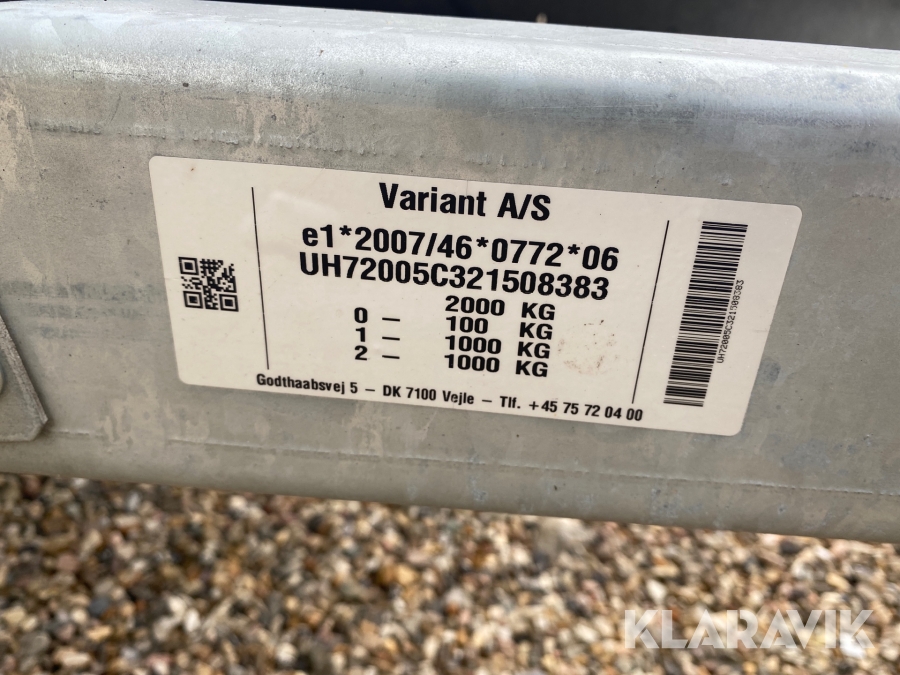 Variant A/S
e1*2007/46*0772*06
UH72005C321508383
2000 KG
0 – 100 KG
1 – 1000 KG
2 – 1000 KG
Godthaabsvej 5 – DK 7100 Vejle – Tlf. +45 75 72 04 00
UH72005C321508383
KLARAVIK